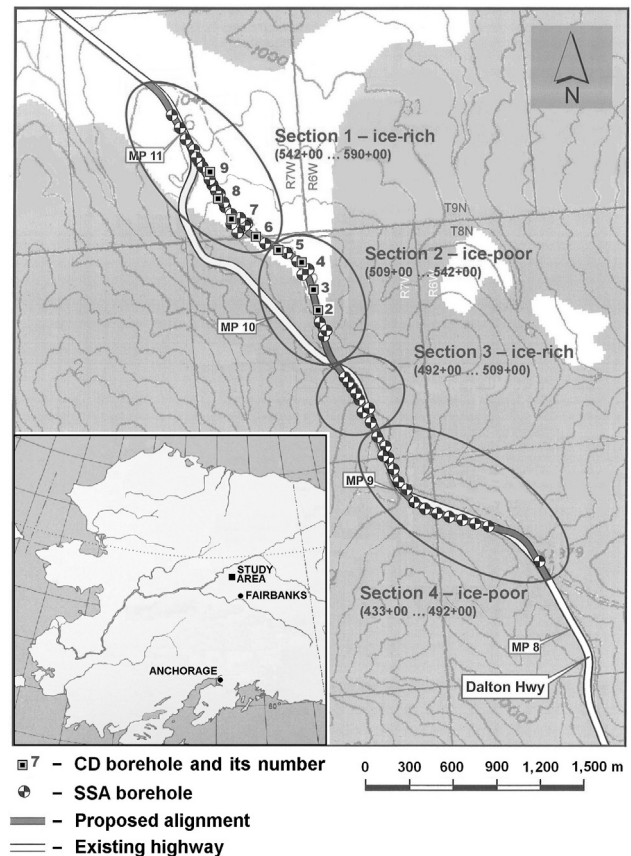 1000
31
Section 1 – ice-rich
(542+00 ... 590+00)
MP 11
9
8
7
6
5
4
3
2
R7W
R6W
T9N
T8N
N
Section 2 – ice-poor
(509+00 ... 542+00)
MP 10
Section 3 – ice-rich
(492+00 ... 509+00)
MP 9
Section 4 – ice-poor
(433+00 ... 492+00)
MP 8
Dalton Hwy
STUDY
AREA
FAIRBANKS
ANCHORAGE
60°
7 – CD borehole and its number
– SSA borehole
– Proposed alignment
– Existing highway
0 300 600 900 1,200 1,500 m